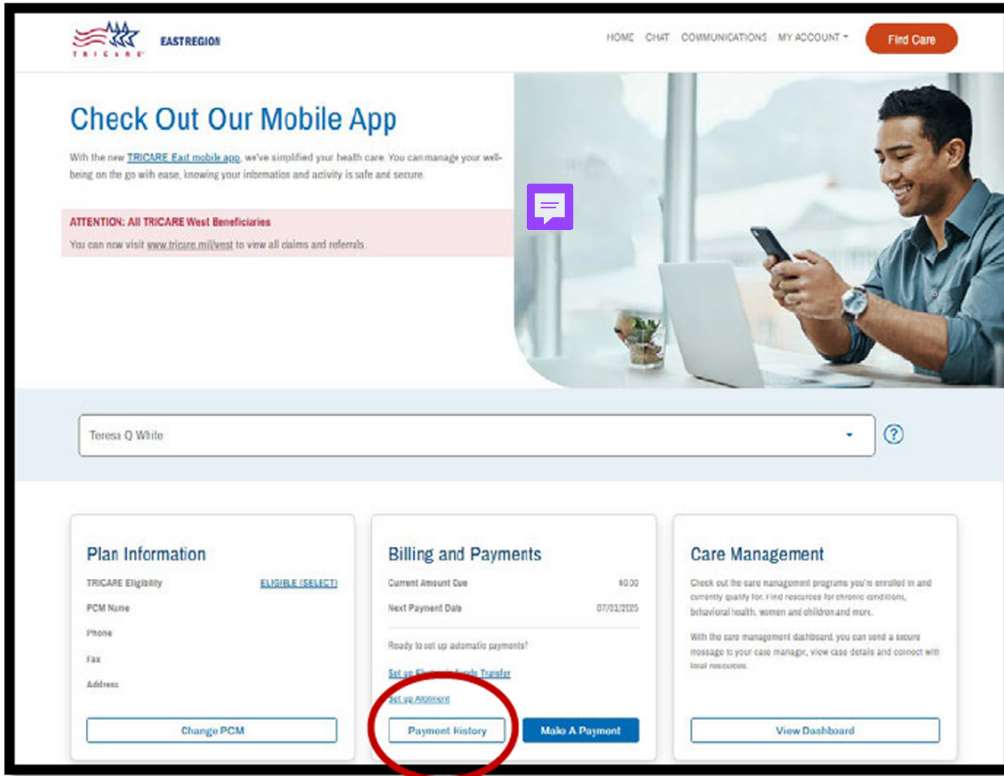 TRICARE
EAST REGION
HOME CHAT COMMUNICATIONS MY ACCOUNT
Find Care
Check Out Our Mobile App
With the new TRICARE East mobile app, we've simplified your health care. You can manage your well-
being on the go with ease, knowing your information and activity is safe and secure.
ATTENTION: All TRICARE West Beneficiaries
You can now visit www.tricare.mil/west to view all claims and referrals.
Teresa Q White
?
Plan Information
TRICARE Eligibility ELIGIBLE (SELECT)
PCM Name
Phone
Fax
Address
Change PCM
Billing and Payments
Current Amount Due $0.00
Next Payment Date 07/01/2025
Ready to set up automatic payments?
Set up Electronic Funds Transfer
Set up Allotment
Payment History
Make A Payment
Care Management
Check out the care management programs you're enrolled in and
currently qualify for. Find resources for chronic conditions,
behavioral health, women and children and more.
With the care management dashboard, you can send a secure
message to your case manager, view case details and connect with
local resources.
View Dashboard